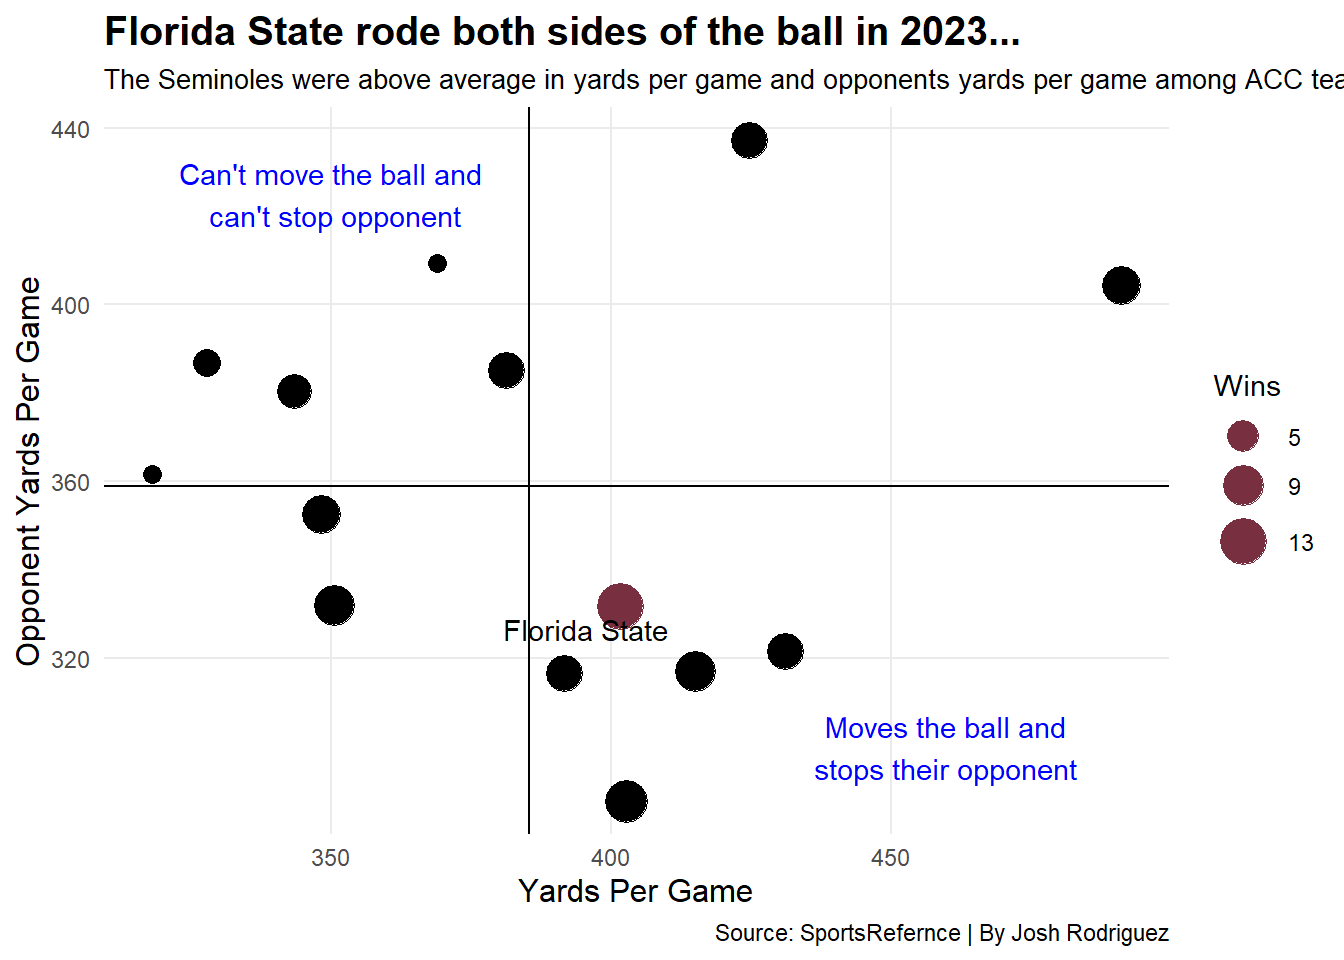 Florida State rode both sides of the ball in 2023...
The Seminoles were above average in yards per game and opponents yards per game among ACC
440
400
360
320
Opponent Yards Per Game
Can't move the ball and
can't stop opponent
Florida State
Moves the ball and
stops their opponent
350
400
450
Yards Per Game
Wins
5
9
13
Source: SportsRefernce | By Josh Rodriguez